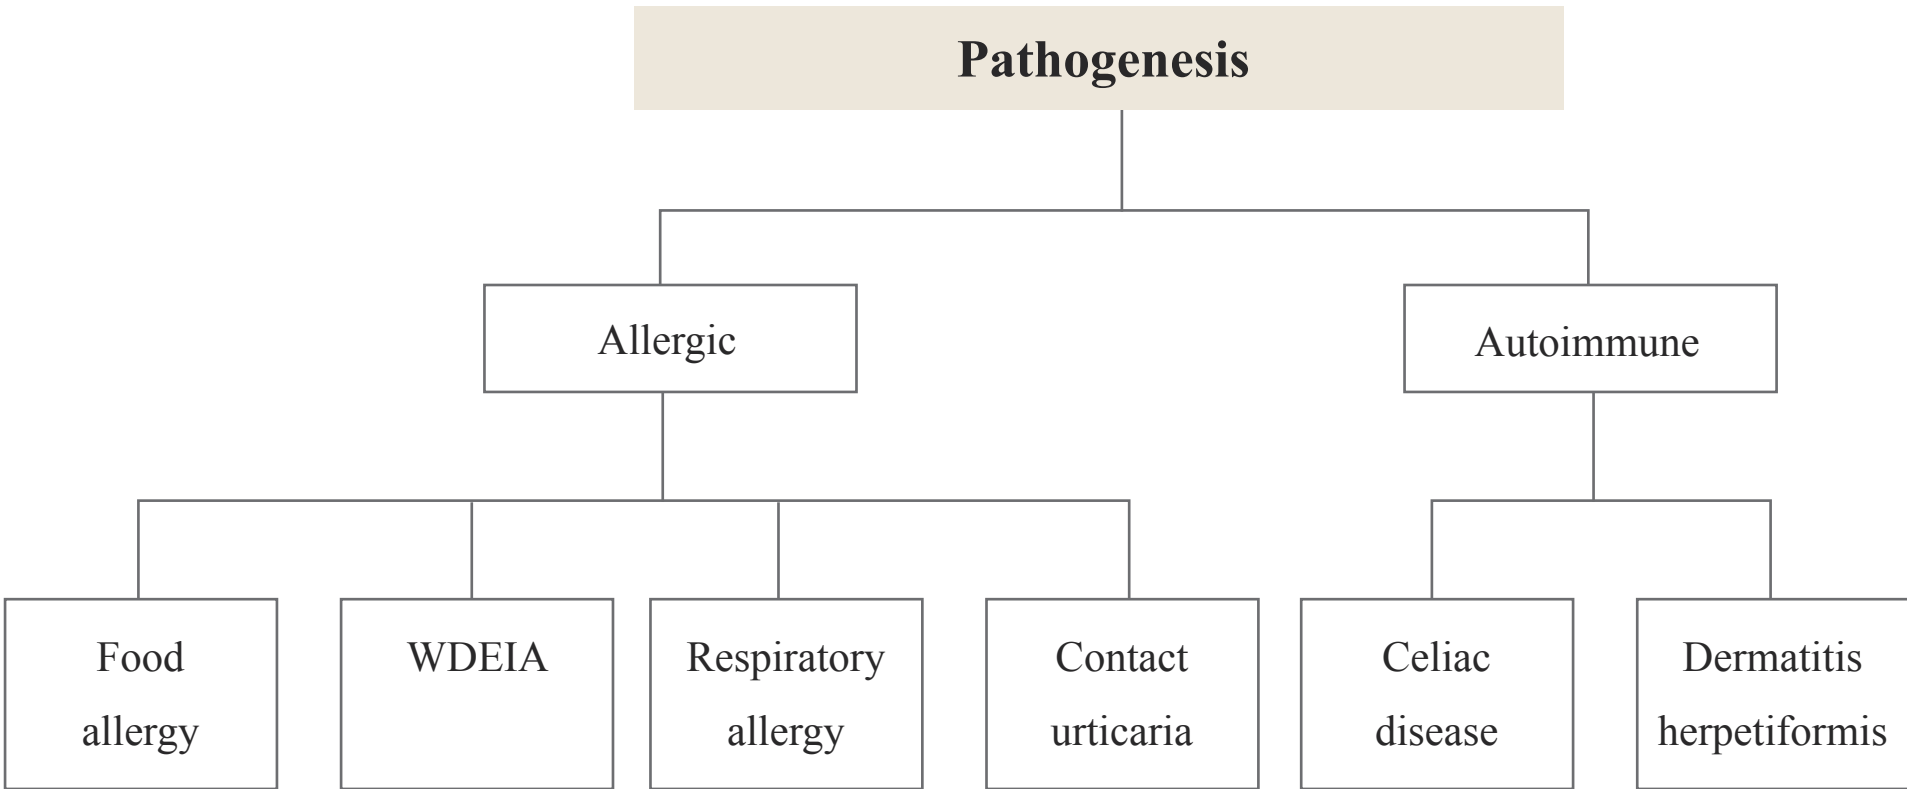 Pathogenesis
Allergic
Autoimmune
Food
allergy
WDEIA
Respiratory
allergy
Contact
urticaria
Celiac
disease
Dermatitis
herpetiformis